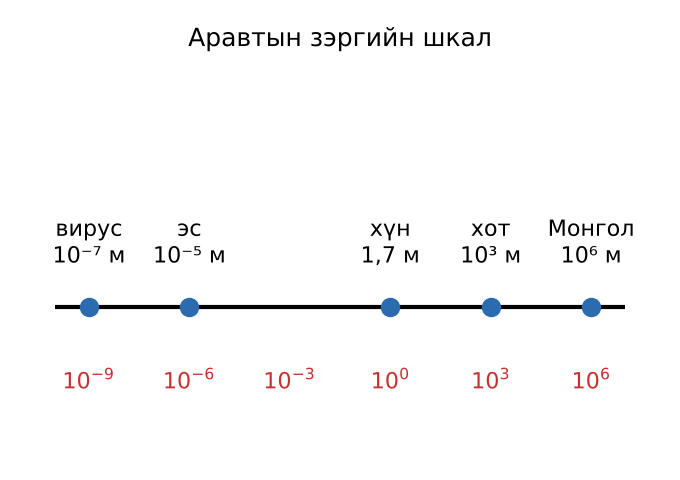 Аравтын зэргийн шкал
вирус эс хүн хот Монгол
10⁻⁷ м 10⁻⁵ м 1,7 м 10³ м 10⁶ м
10⁻⁹ 10⁻⁶ 10⁻³ 10⁰ 10³ 10⁶